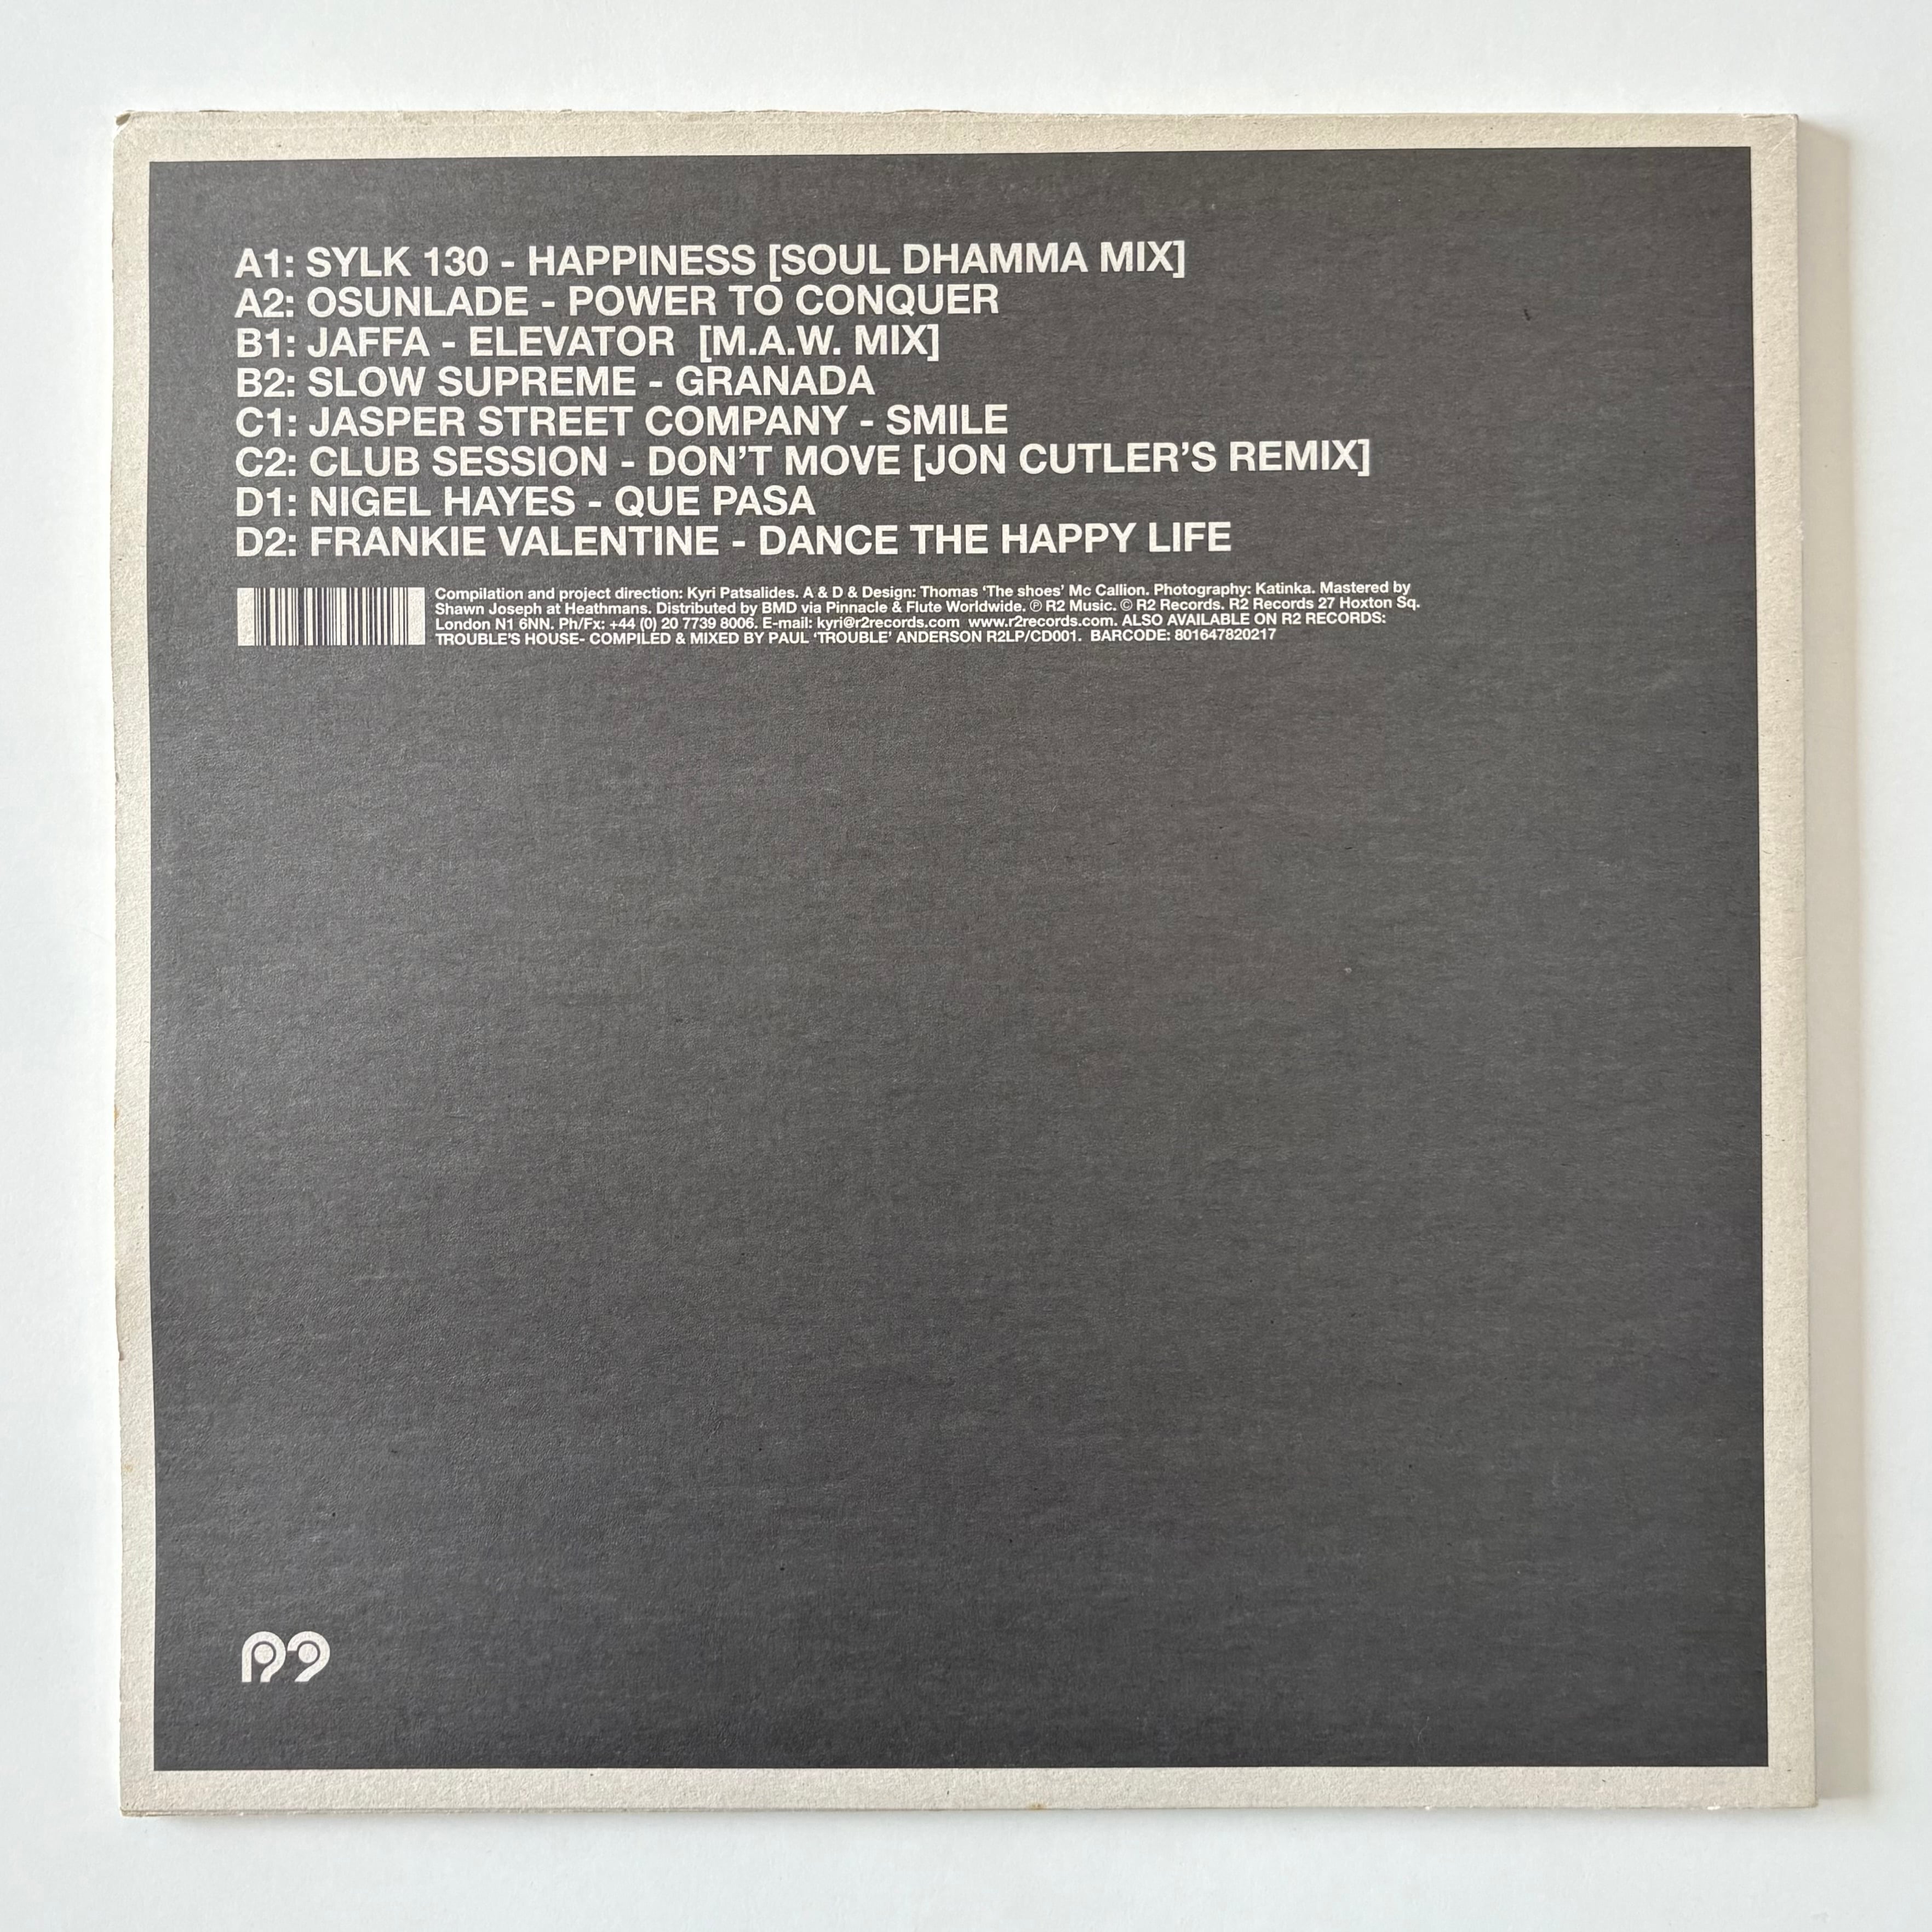 A1: SYLK 130 - HAPPINESS [SOUL DHAMMA MIX]
A2: OSUNLADE - POWER TO CONQUER
B1: JAFFA - ELEVATOR  [M.A.W. MIX]
B2: SLOW SUPREME - GRANADA
C1: JASPER STREET COMPANY - SMILE
C2: CLUB SESSION - DON’T MOVE [JON CUTLER’S REMIX]
D1: NIGEL HAYES - QUE PASA
D2: FRANKIE VALENTINE - DANCE THE HAPPY LIFE
Compilation and project direction: Kyri Patsalides. A & D & Design: Thomas ‘The shoes’ Mc Callion. Photography: Katinka. Mastered by
Shawn Joseph at Heathmans. Distributed by BMD via Pinnacle & Flute Worldwide. ℗ R2 Music. © R2 Records. R2 Records 27 Hoxton Sq.
London N1 6NN. Ph/Fx: +44 (0) 20 7739 8006. E-mail: kyri@r2records.com  www.r2records.com. ALSO AVAILABLE ON R2 RECORDS:
TROUBLE’S HOUSE- COMPILED & MIXED BY PAUL ‘TROUBLE’ ANDERSON R2LP/CD001.  BARCODE: 801647820217
R2